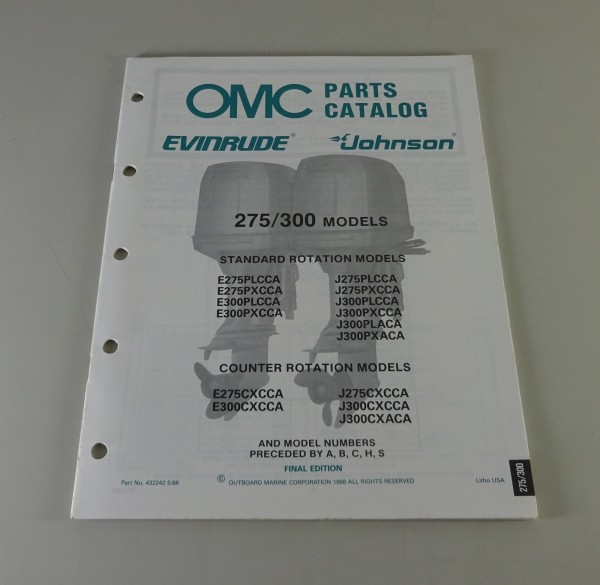 OMC PARTS CATALOG
EVINRUDE® Johnson®
275/300 MODELS
STANDARD ROTATION MODELS
E275PLCCA J275PLCCA
E275PXCCA J275PXCCA
E300PLCCA J300PLCCA
E300PXCCA J300PXCCA
J300PLACA
J300PXACA
COUNTER ROTATION MODELS
E275CXCCA J275CXCCA
E300CXCCA J300CXCCA
J300CXACA
AND MODEL NUMBERS
PRECEDED BY A, B, C, H, S
FINAL EDITION
Part No. 432242 5/88 © OUTBOARD MARINE CORPORATION 1988 ALL RIGHTS RESERVED Litho USA
275/300